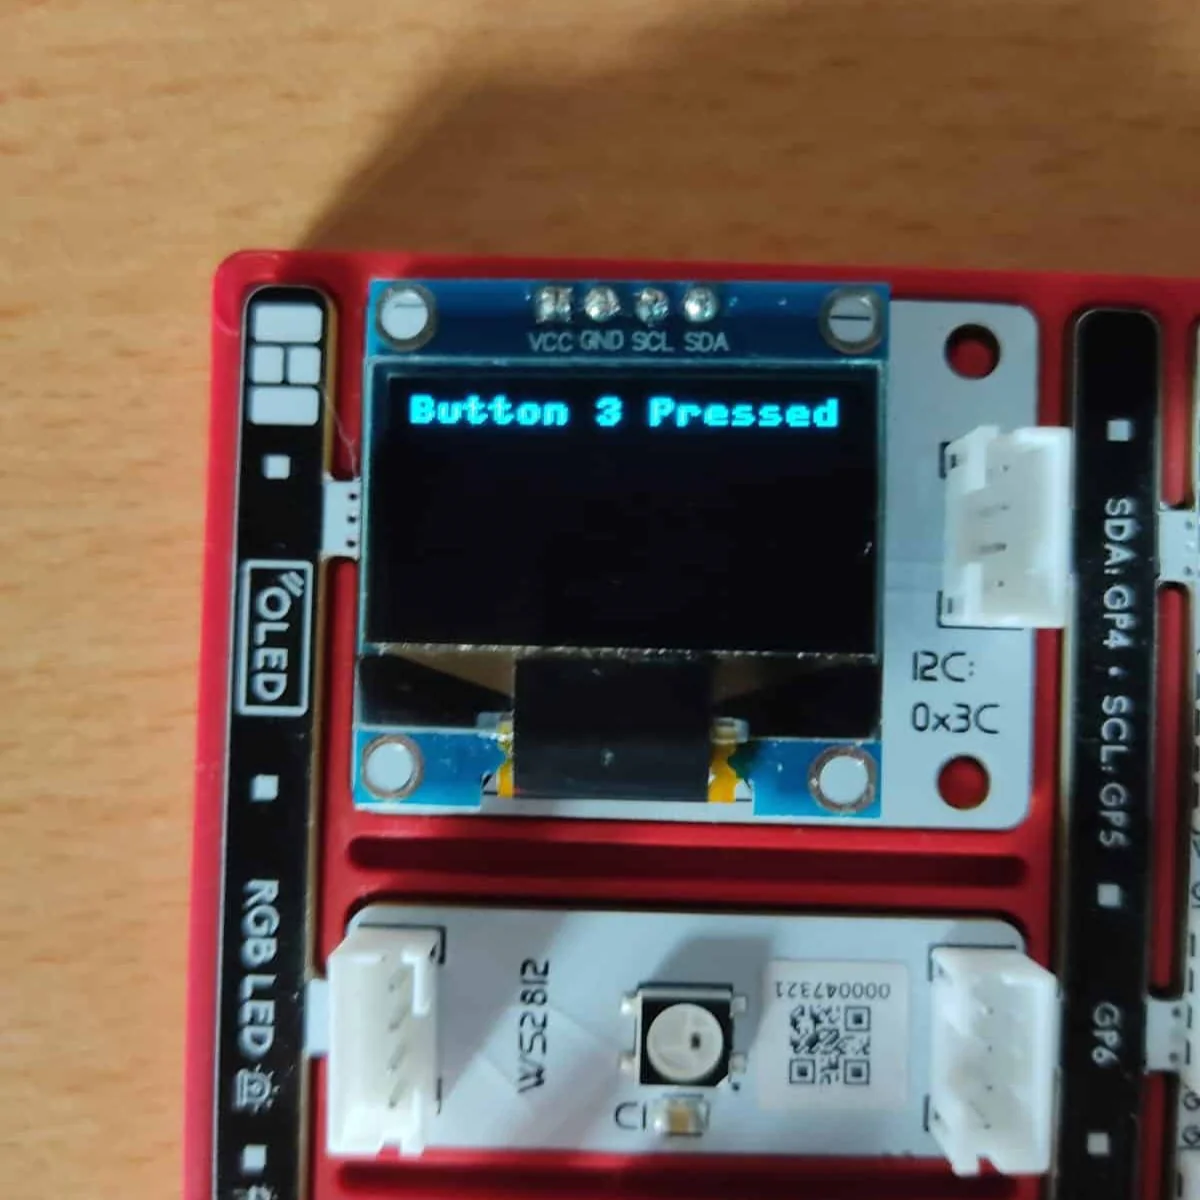 VCC GND SCL SDA
Button 3 Pressed
OLED
I2C:
0x3C
SDA: GP4 • SCL: GP5
RGB LED
WS2812
000047321
C1
GP6